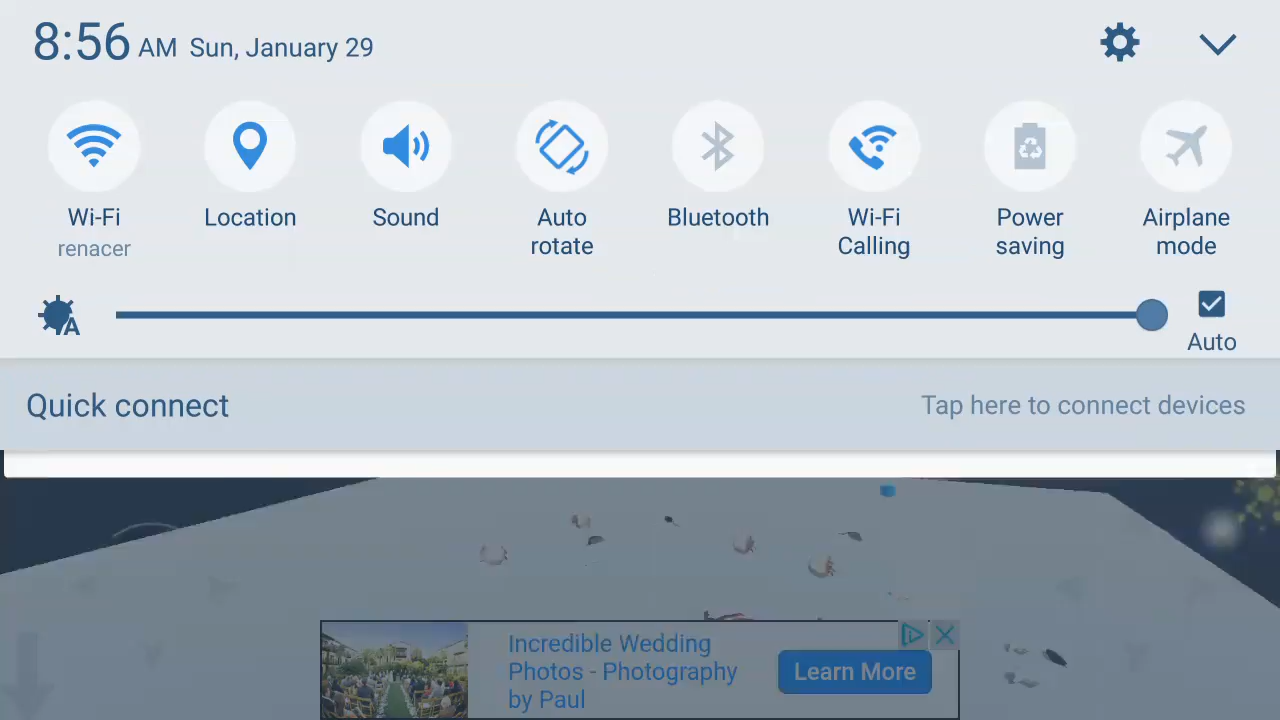 8:56 AM Sun, January 29
Wi-Fi
renacer
Location
Sound
Auto
rotate
Bluetooth
Wi-Fi
Calling
Power
saving
Airplane
mode
A
Auto
Quick connect
Tap here to connect devices
Incredible Wedding
Photos - Photography
by Paul
Learn More